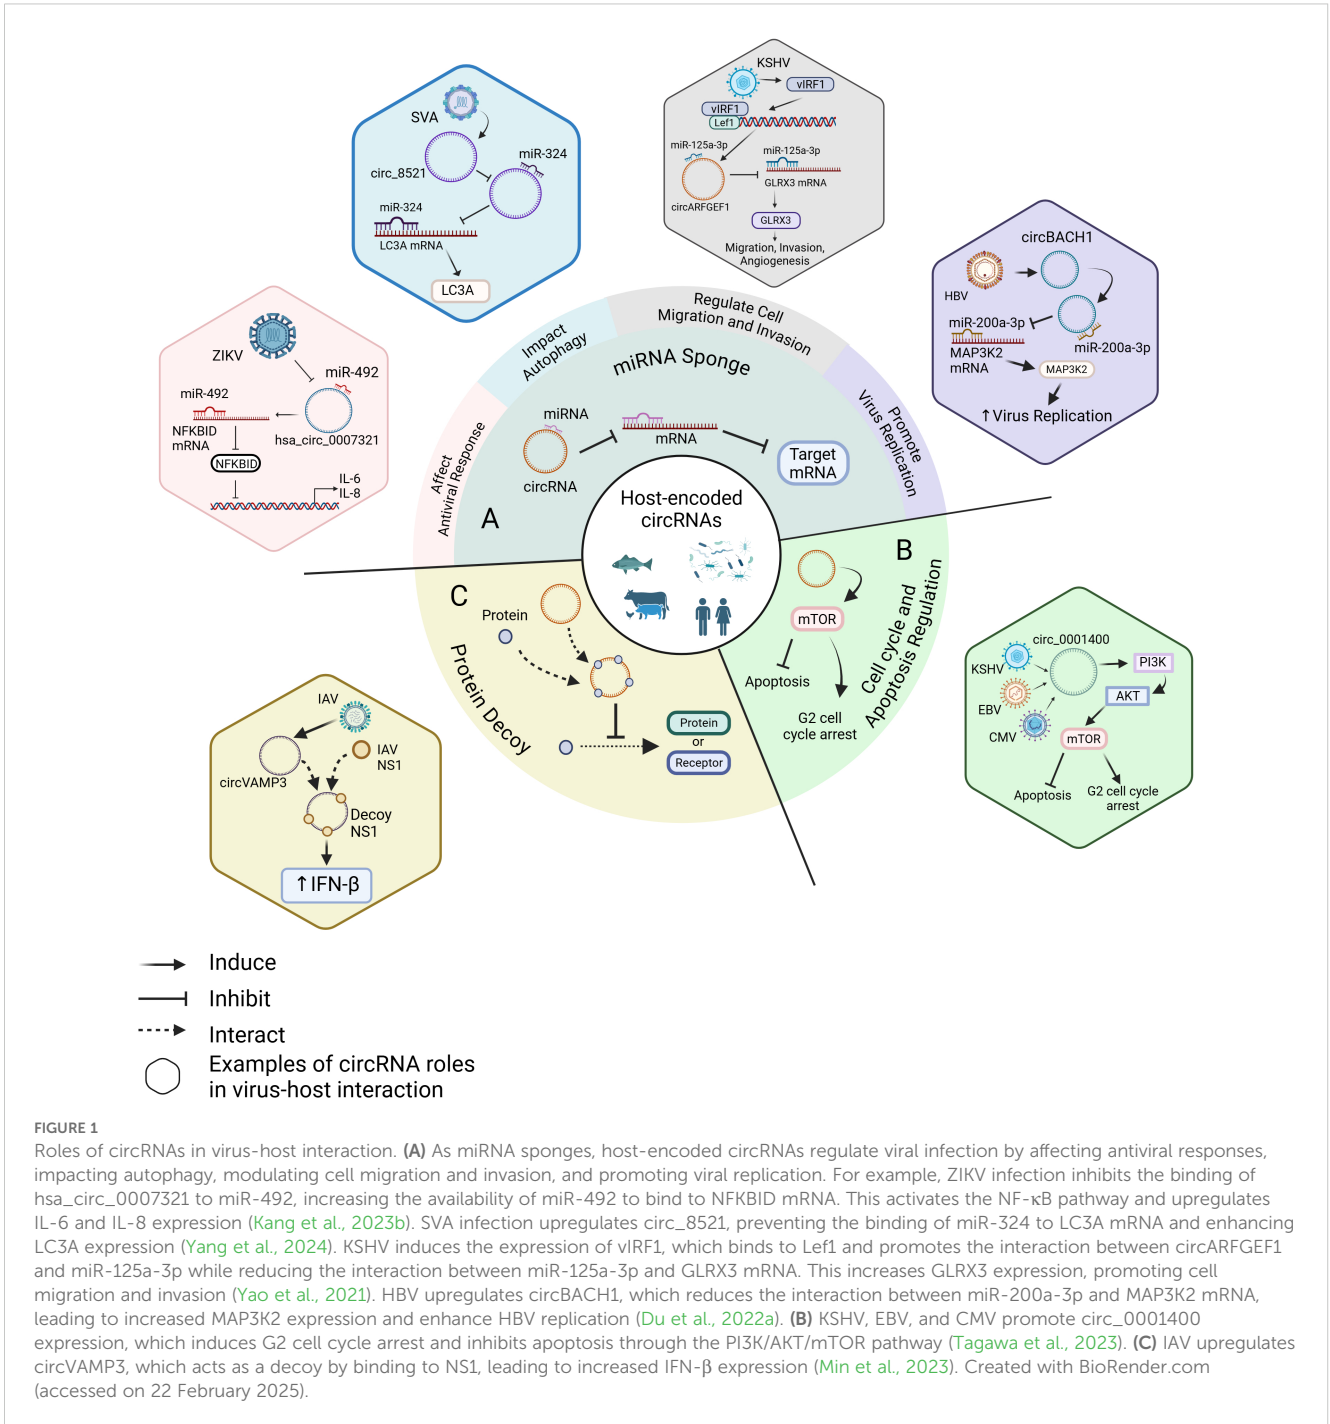 KSHV
vIRF1
vIRF1
Lef1
miR-125a-3p
miR-125a-3p
GLRX3 mRNA
circARFGEF1
GLRX3
Migration, Invasion,
Angiogenesis
SVA
circ_8521
miR-324
miR-324
LC3A mRNA
LC3A
circBACH1
HBV
miR-200a-3p
miR-200a-3p
MAP3K2
mRNA
MAP3K2
↑Virus Replication
ZIKV
miR-492
miR-492
NFKBID
mRNA
hsa_circ_0007321
NFKBID
IL-6
IL-8
Affect
Antiviral Response
Impact
Autophagy
Regulate Cell
Migration and Invasion
Promote
Virus Replication
miRNA Sponge
miRNA
circRNA
mRNA
Target
mRNA
A
Host-encoded
circRNAs
B
mTOR
Apoptosis
G2 cell
cycle arrest
Cell cycle and
Apoptosis Regulation
C
Protein
Protein Decoy
Protein
or
Receptor
circ_0001400
KSHV
EBV
CMV
PI3K
AKT
mTOR
Apoptosis
G2 cell cycle
arrest
IAV
IAV
NS1
circVAMP3
Decoy
NS1
↑IFN-β
Induce
Inhibit
Interact
Examples of circRNA roles
in virus-host interaction
FIGURE 1
Roles of circRNAs in virus-host interaction. (A) As miRNA sponges, host-encoded circRNAs regulate viral infection by affecting antiviral responses,
impacting autophagy, modulating cell migration and invasion, and promoting viral replication. For example, ZIKV infection inhibits the binding of
hsa_circ_0007321 to miR-492, increasing the availability of miR-492 to bind to NFKBID mRNA. This activates the NF-κB pathway and upregulates
IL-6 and IL-8 expression (Kang et al., 2023b). SVA infection upregulates circ_8521, preventing the binding of miR-324 to LC3A mRNA and enhancing
LC3A expression (Yang et al., 2024). KSHV induces the expression of vIRF1, which binds to Lef1 and promotes the interaction between circARFGEF1
and miR-125a-3p while reducing the interaction between miR-125a-3p and GLRX3 mRNA. This increases GLRX3 expression, promoting cell
migration and invasion (Yao et al., 2021). HBV upregulates circBACH1, which reduces the interaction between miR-200a-3p and MAP3K2 mRNA,
leading to increased MAP3K2 expression and enhance HBV replication (Du et al., 2022a). (B) KSHV, EBV, and CMV promote circ_0001400
expression, which induces G2 cell cycle arrest and inhibits apoptosis through the PI3K/AKT/mTOR pathway (Tagawa et al., 2023). (C) IAV upregulates
circVAMP3, which acts as a decoy by binding to NS1, leading to increased IFN-β expression (Min et al., 2023). Created with BioRender.com
(accessed on 22 February 2025).